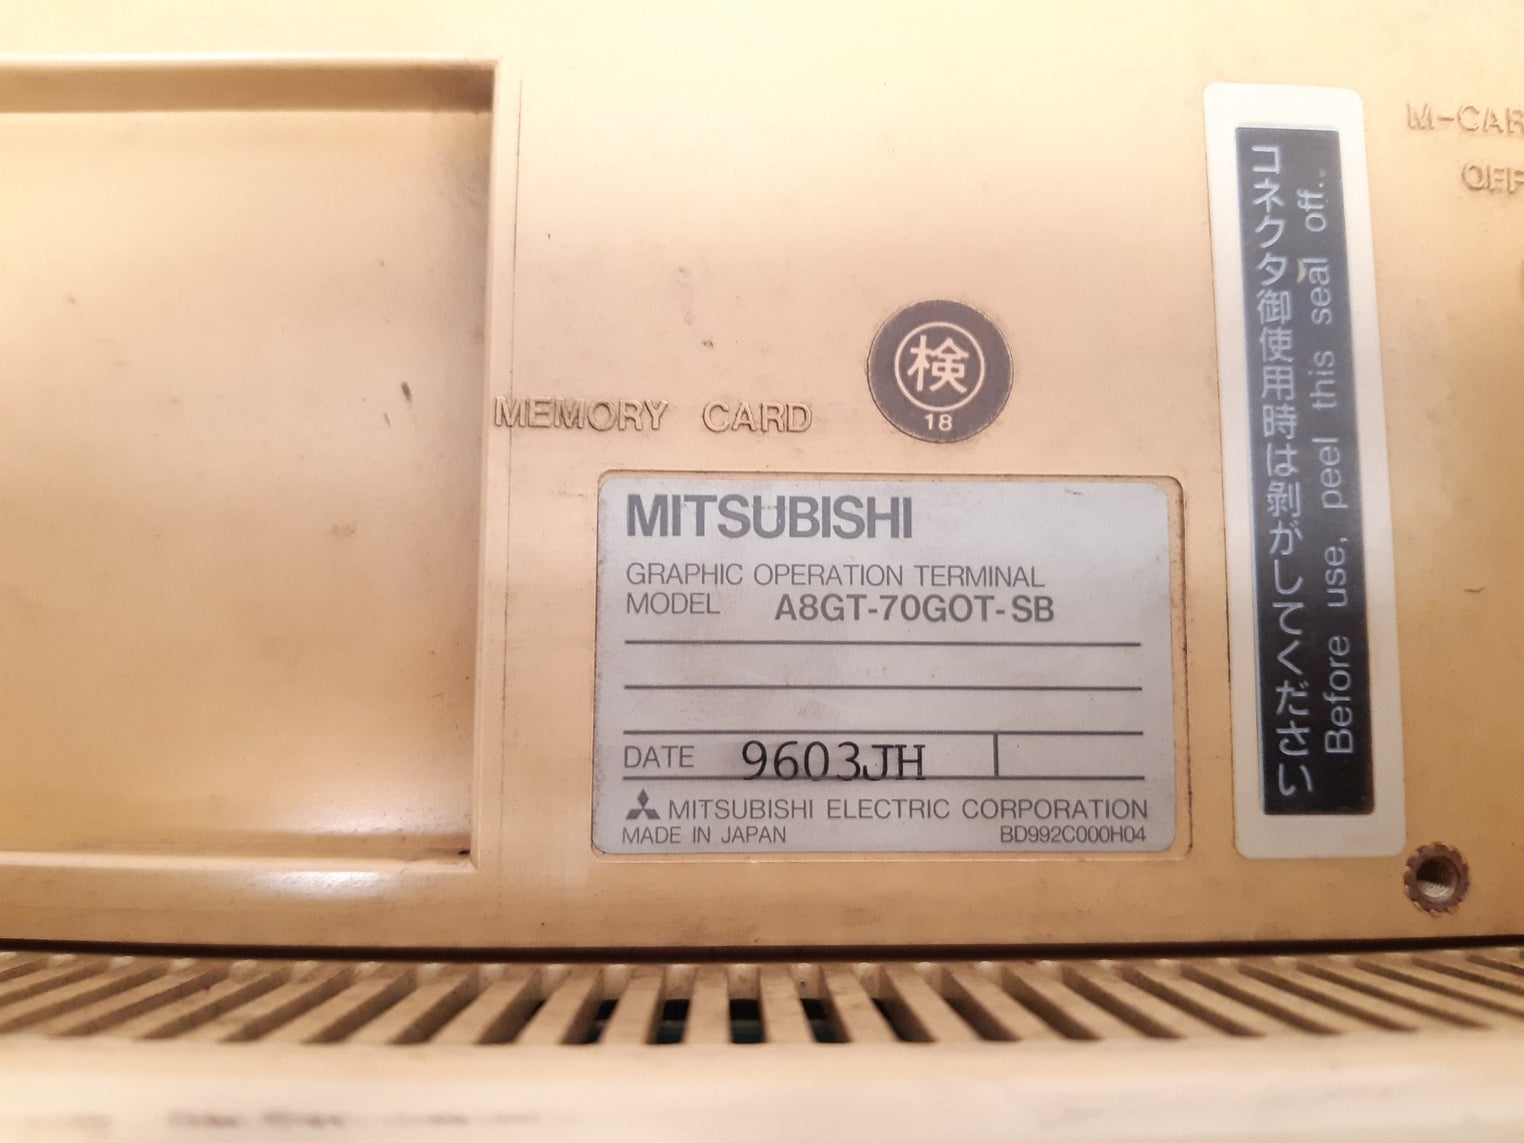 M-CAR
OFF
コネクタ御使用時は剥がしてください
Before use, peel this seal off..
検
18
MEMORY CARD
MITSUBISHI
GRAPHIC OPERATION TERMINAL
MODEL A8GT-70GOT-SB
DATE 9603JH
MITSUBISHI ELECTRIC CORPORATION
MADE IN JAPAN BD992C000H04